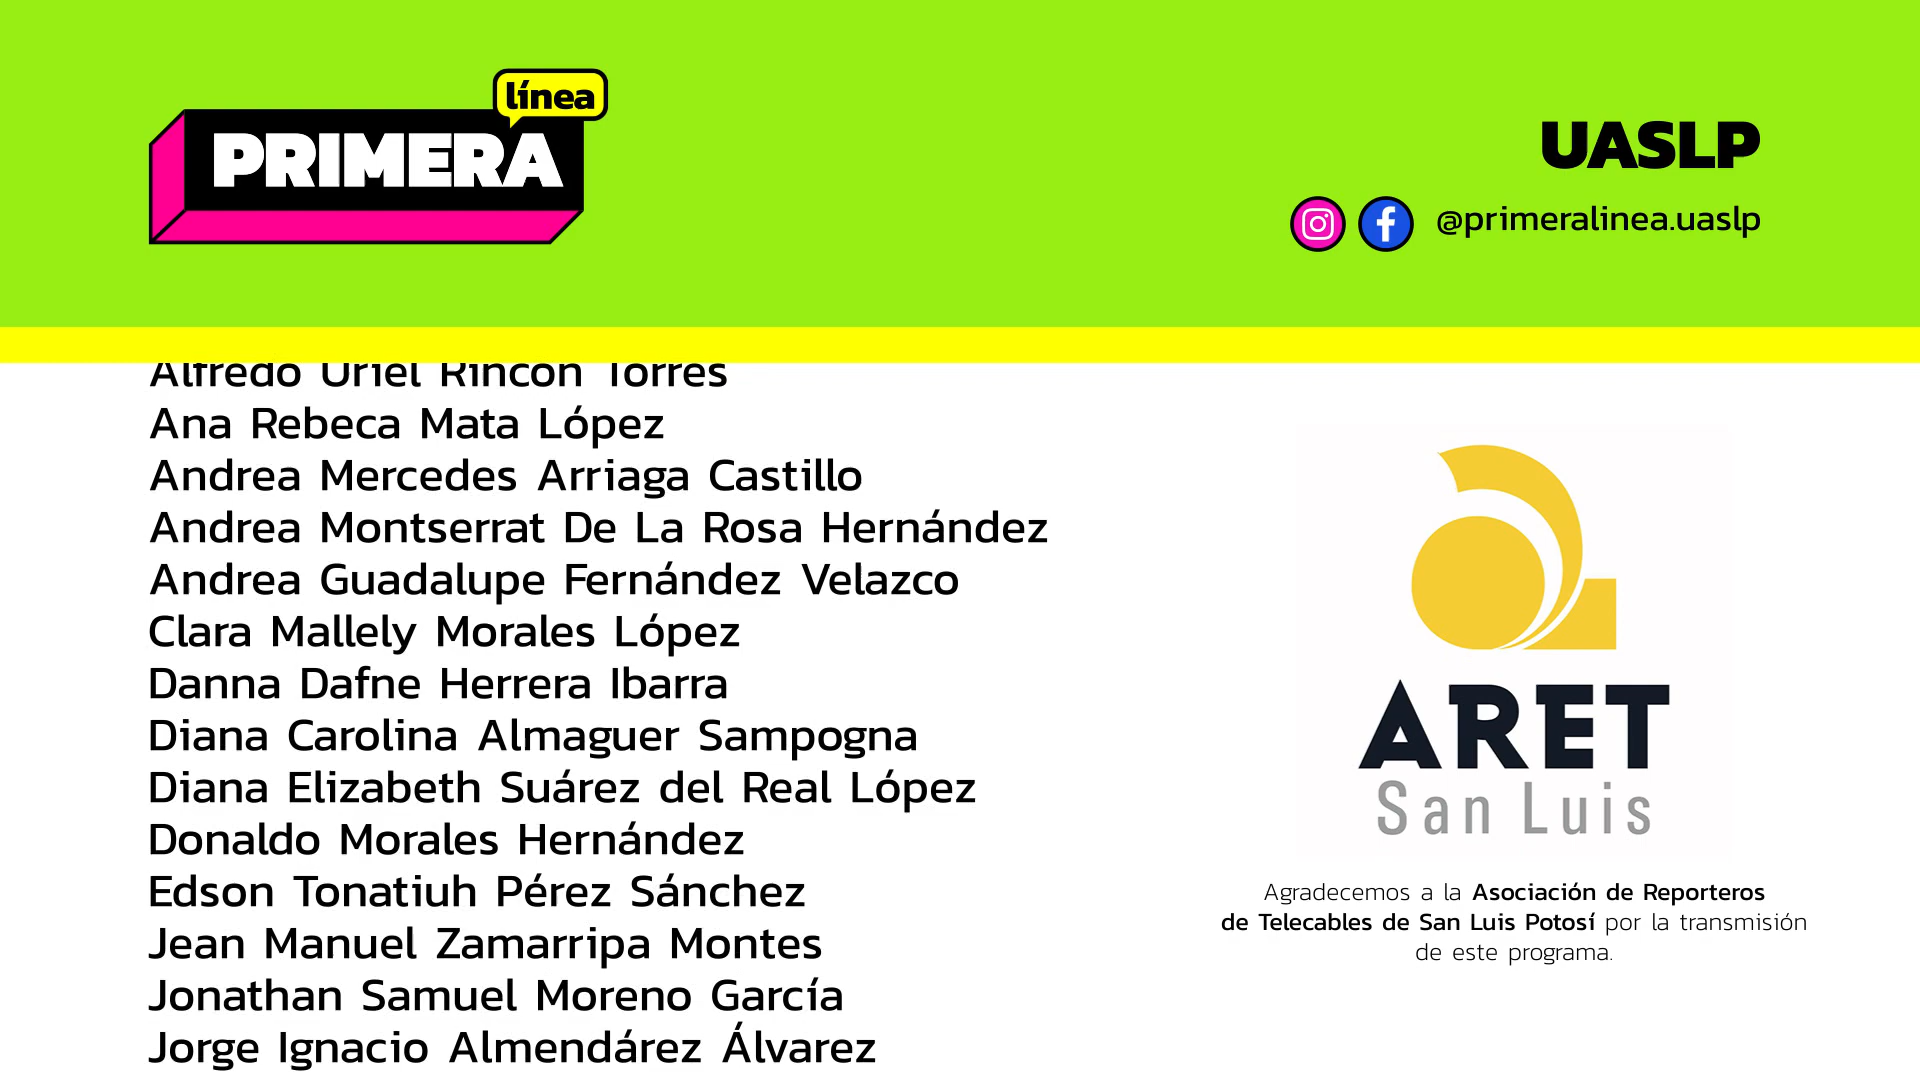 línea
PRIMERA
UASLP
@primeralinea.uaslp
Alfredo Uriel Rincón Torres
Ana Rebeca Mata López
Andrea Mercedes Arriaga Castillo
Andrea Montserrat De La Rosa Hernández
Andrea Guadalupe Fernández Velazco
Clara Mallely Morales López
Danna Dafne Herrera Ibarra
Diana Carolina Almaguer Sampogna
Diana Elizabeth Suárez del Real López
Donaldo Morales Hernández
Edson Tonatiuh Pérez Sánchez
Jean Manuel Zamarripa Montes
Jonathan Samuel Moreno García
Jorge Ignacio Almendárez Álvarez
ARET
San Luis
Agradecemos a la Asociación de Reporteros
de Telecables de San Luis Potosí por la transmisión
de este programa.